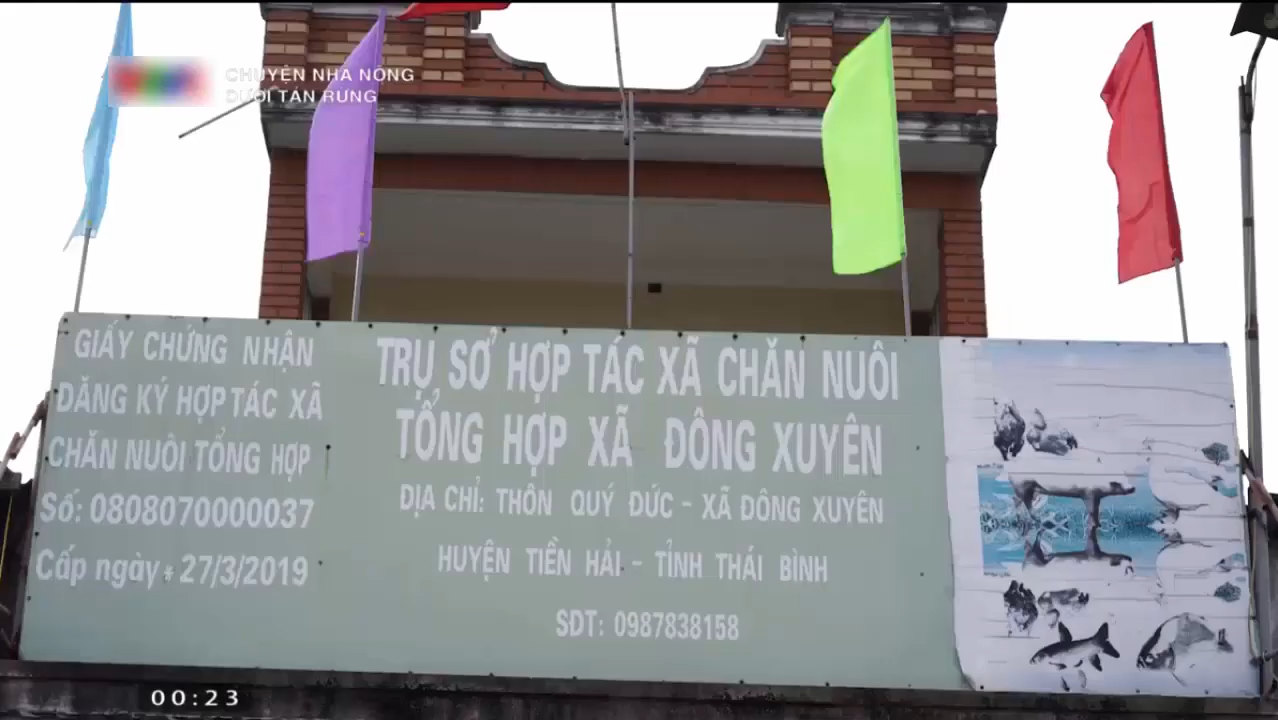 CHUYỆN NHÀ NÔNG
DƯỚI TÁN RỪNG
GIẤY CHỨNG NHẬN
ĐĂNG KÝ HỢP TÁC XÃ
CHĂN NUÔI TỔNG HỢP
Số: 0808070000037
Cấp ngày * 27/3/2019
TRỤ SỞ HỢP TÁC XÃ CHĂN NUÔI
TỔNG HỢP XÃ ĐÔNG XUYÊN
ĐỊA CHỈ: THÔN QUÝ ĐỨC - XÃ ĐÔNG XUYÊN
HUYỆN TIỀN HẢI - TỈNH THÁI BÌNH
SDT: 0987838158
00:23